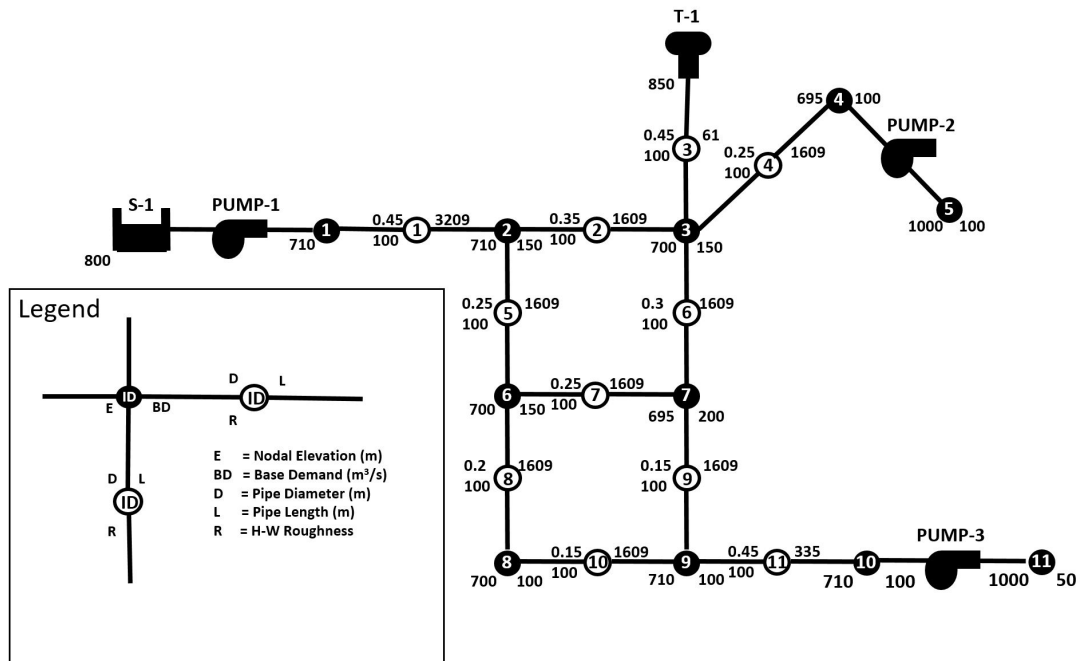 T-1
850
0.45 61
3
100
695 4 100
PUMP-2
0.25 1609
4
100
5
1000 100
S-1
PUMP-1
800
1
710
0.45 3209
1
100
2
710 150
0.35 1609
2
100
3
700 150
0.25 1609
5
100
0.3 1609
6
100
6
700 150
0.25 1609
7
100
7
695 200
0.2 1609
8
100
0.15 1609
9
100
8
700 100
0.15 1609
10
100
9
710 100
0.45 335
11
100
10
710 100
PUMP-3
1000 11
50
Legend
ID
E BD
D L
ID
R
D L
ID
R
E = Nodal Elevation (m)
BD = Base Demand (m³/s)
D = Pipe Diameter (m)
L = Pipe Length (m)
R = H-W Roughness